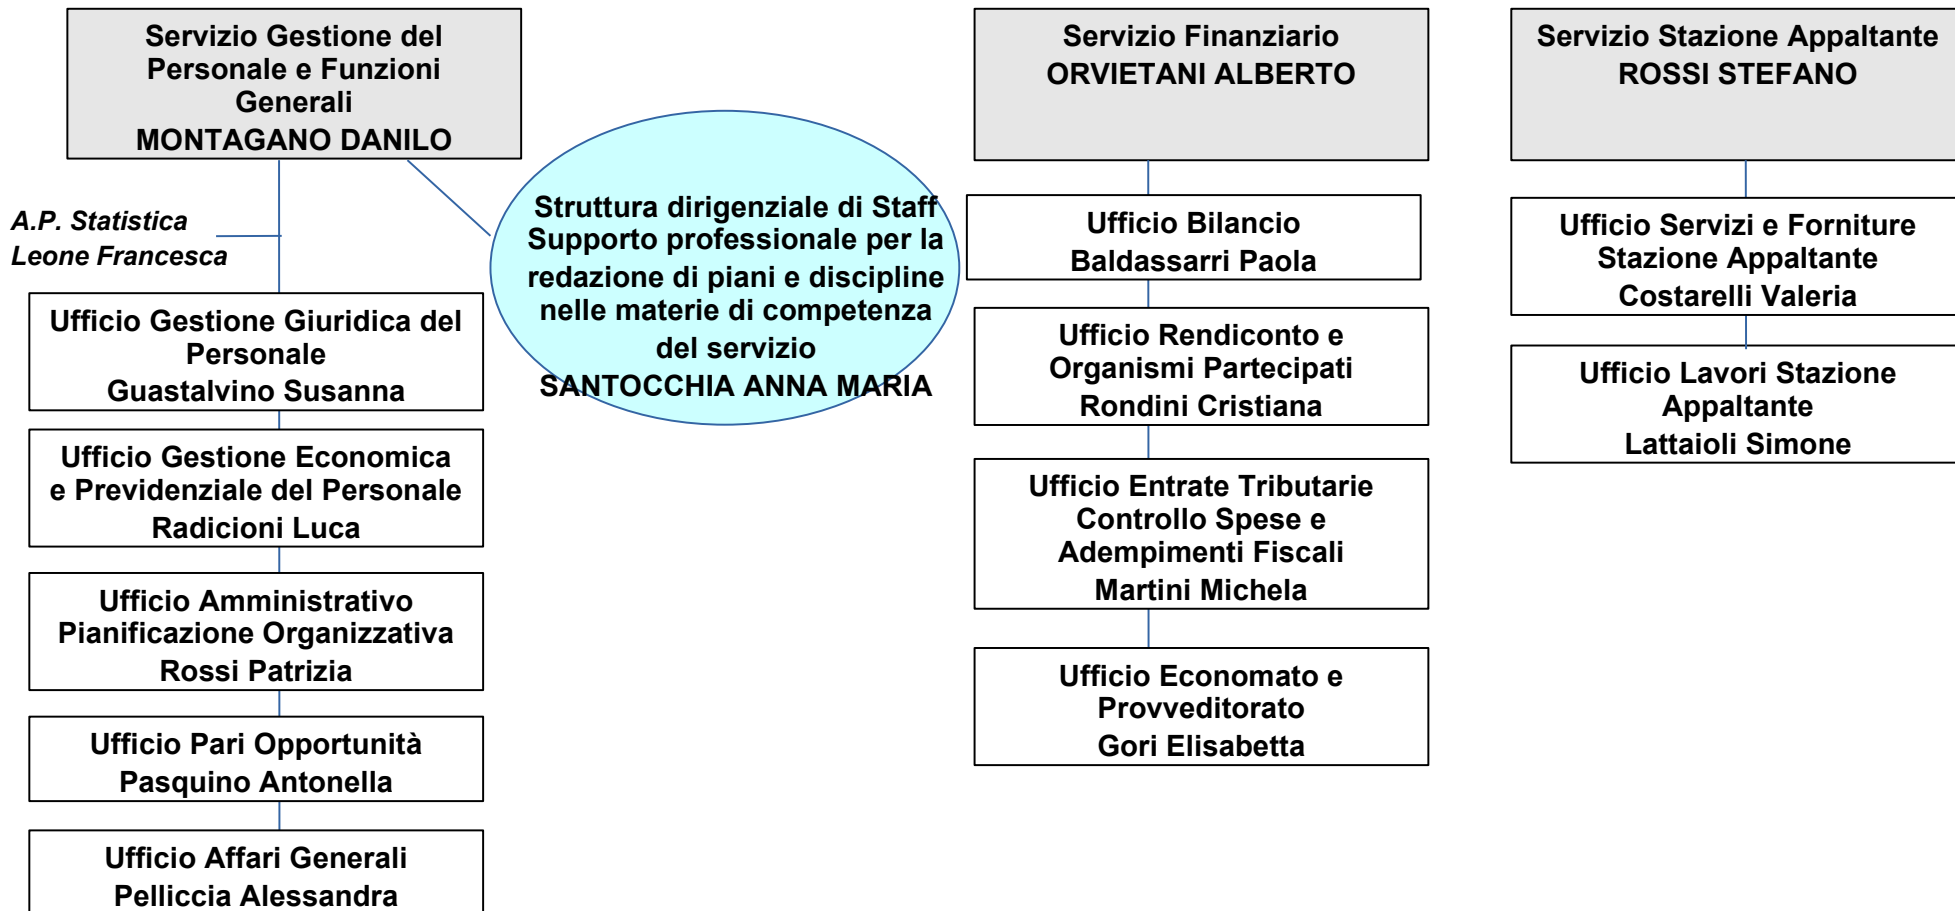 Servizio Gestione del
Personale e Funzioni
Generali
MONTAGANO DANILO
A.P. Statistica
Leone Francesca
Struttura dirigenziale di Staff
Supporto professionale per la
redazione di piani e discipline
nelle materie di competenza
del servizio
SANTOCCHIA ANNA MARIA
Ufficio Gestione Giuridica del
Personale
Guastalvino Susanna
Ufficio Gestione Economica
e Previdenziale del Personale
Radicioni Luca
Ufficio Amministrativo
Pianificazione Organizzativa
Rossi Patrizia
Ufficio Pari Opportunità
Pasquino Antonella
Ufficio Affari Generali
Pelliccia Alessandra
Servizio Finanziario
ORVIETANI ALBERTO
Ufficio Bilancio
Baldassarri Paola
Ufficio Rendiconto e
Organismi Partecipati
Rondini Cristiana
Ufficio Entrate Tributarie
Controllo Spese e
Adempimenti Fiscali
Martini Michela
Ufficio Economato e
Provveditorato
Gori Elisabetta
Servizio Stazione Appaltante
ROSSI STEFANO
Ufficio Servizi e Forniture
Stazione Appaltante
Costarelli Valeria
Ufficio Lavori Stazione
Appaltante
Lattaioli Simone